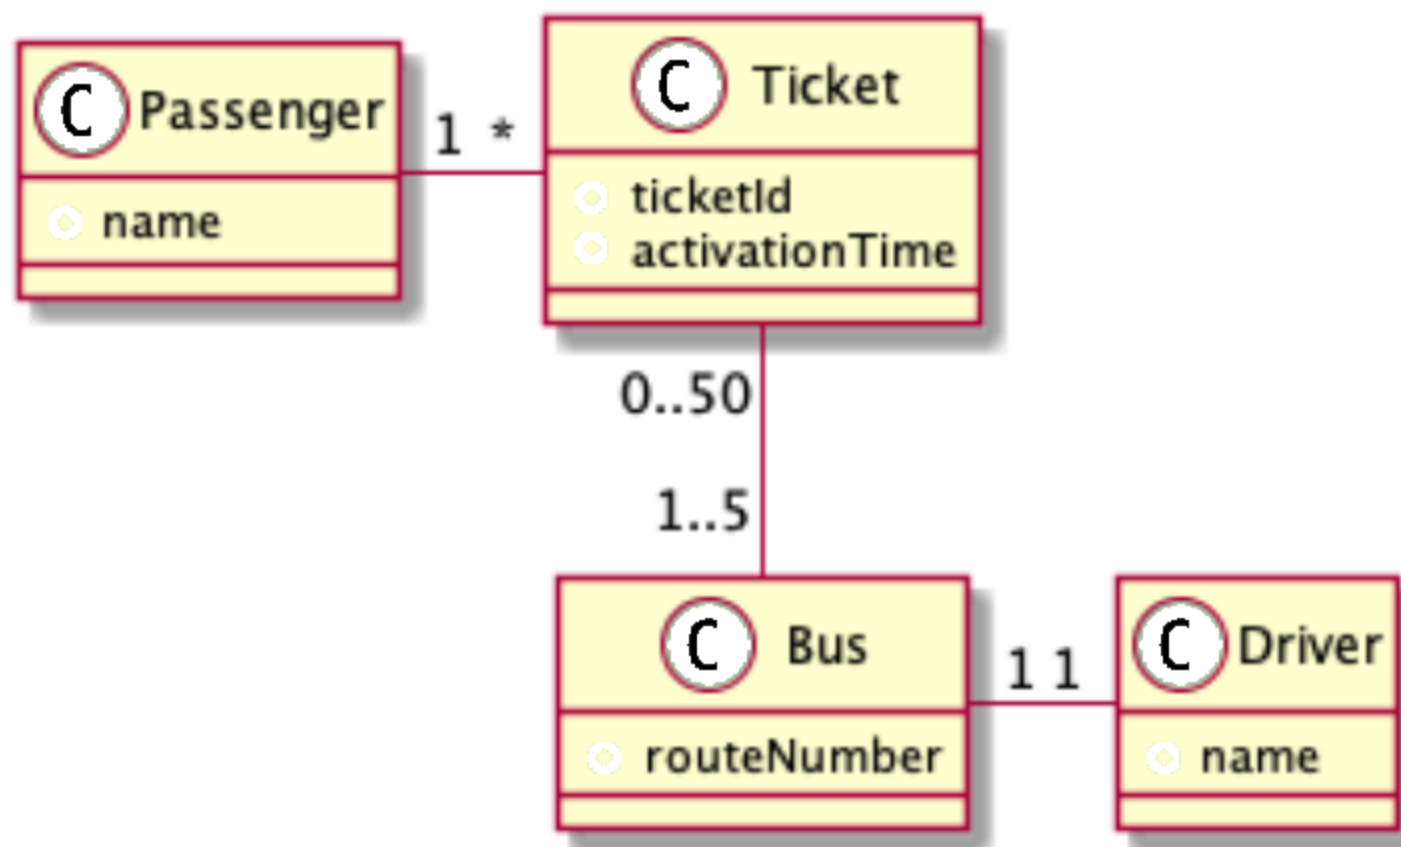 C Passenger
name
1 *
C Ticket
ticketId
activationTime
0..50
1..5
C Bus
routeNumber
1 1
C Driver
name